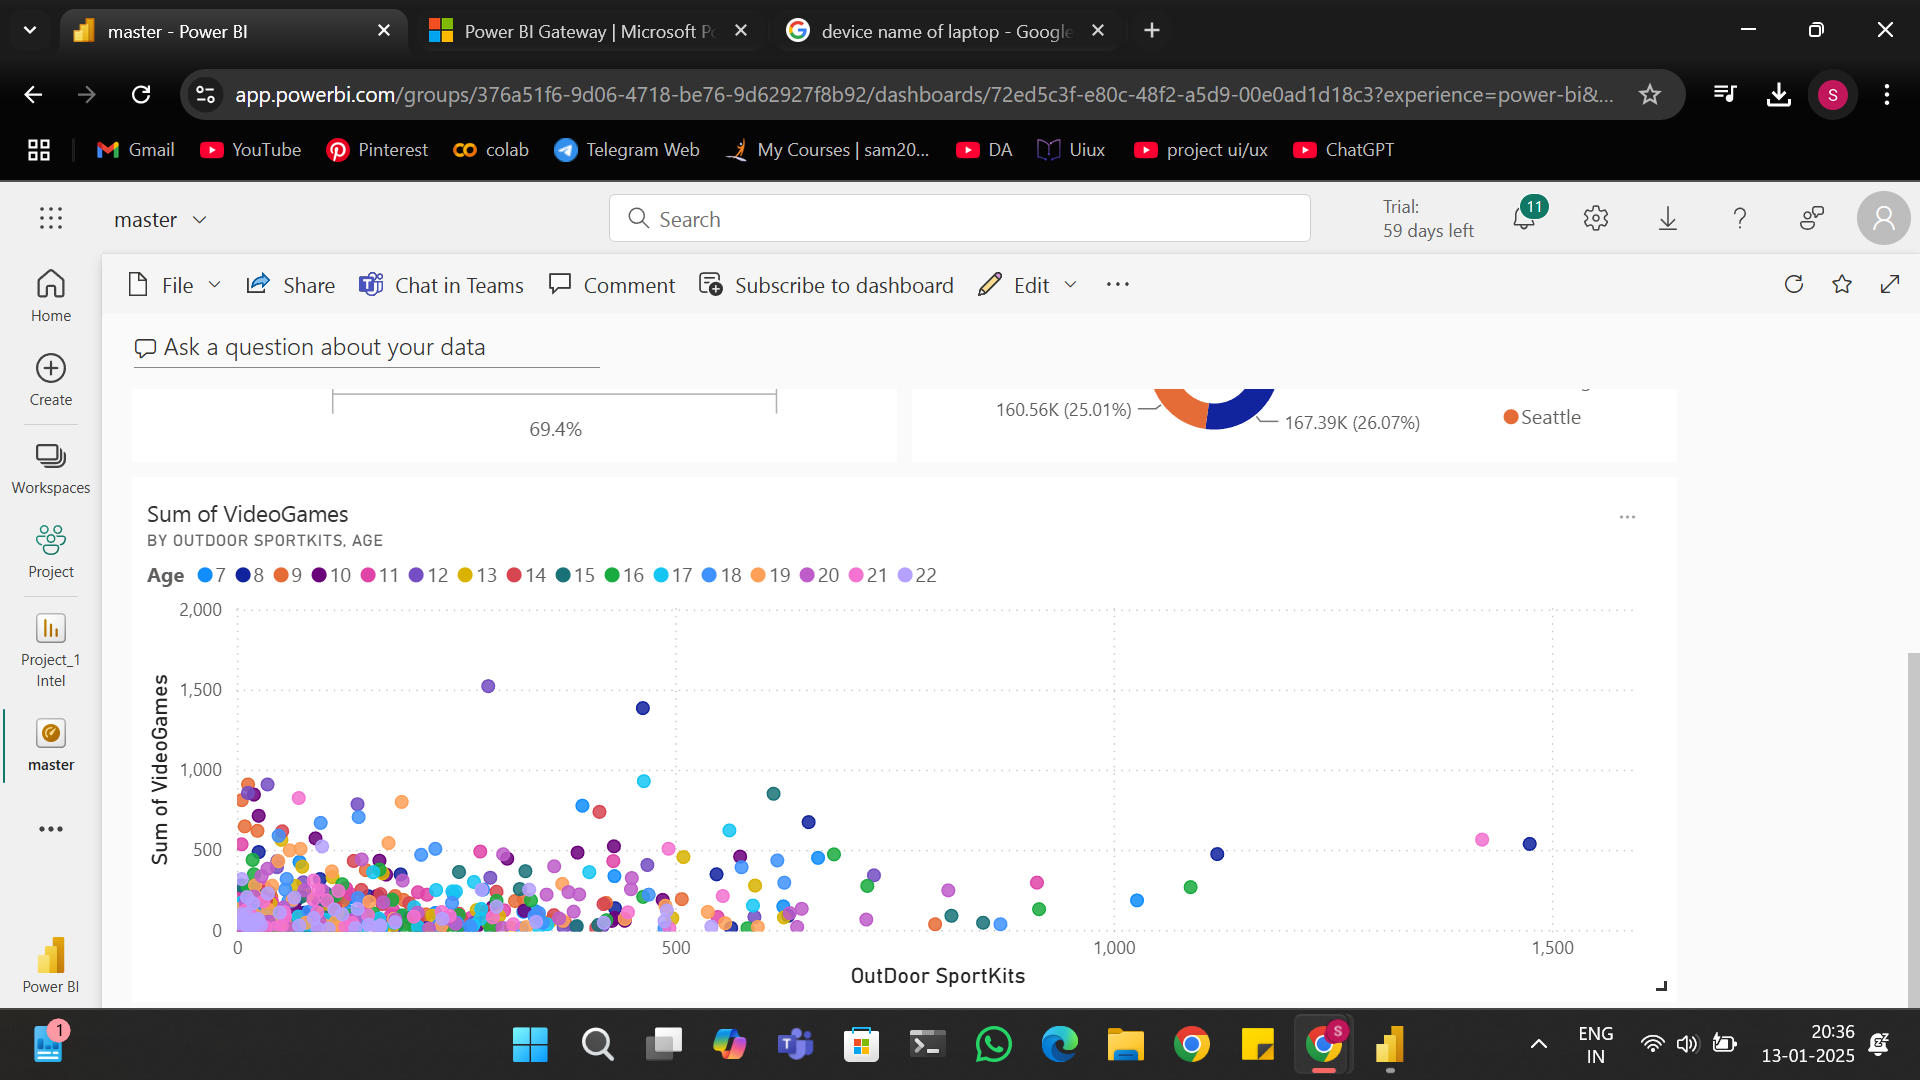 master - Power BI
Power BI Gateway | Microsoft Po
device name of laptop - Google
app.powerbi.com/groups/376a51f6-9d06-4718-be76-9d62927f8b92/dashboards/72ed5c3f-e80c-48f2-a5d9-00e0ad1d18c3?experience=power-bi&...
S
Gmail
YouTube
Pinterest
colab
Telegram Web
My Courses | sam20...
DA
Uiux
project ui/ux
ChatGPT
master
Search
Trial:
59 days left
11
File
Share
Chat in Teams
Comment
Subscribe to dashboard
Edit
Home
Create
Workspaces
Project
Project_1
Intel
master
Power BI
Ask a question about your data
69.4%
160.56K (25.01%)
167.39K (26.07%)
Seattle
Sum of VideoGames
BY OUTDOOR SPORTKITS, AGE
Age 7 8 9 10 11 12 13 14 15 16 17 18 19 20 21 22
2,000
1,500
1,000
500
0
Sum of VideoGames
0 500 1,000 1,500
OutDoor SportKits
1
S
ENG
IN
20:36
13-01-2025